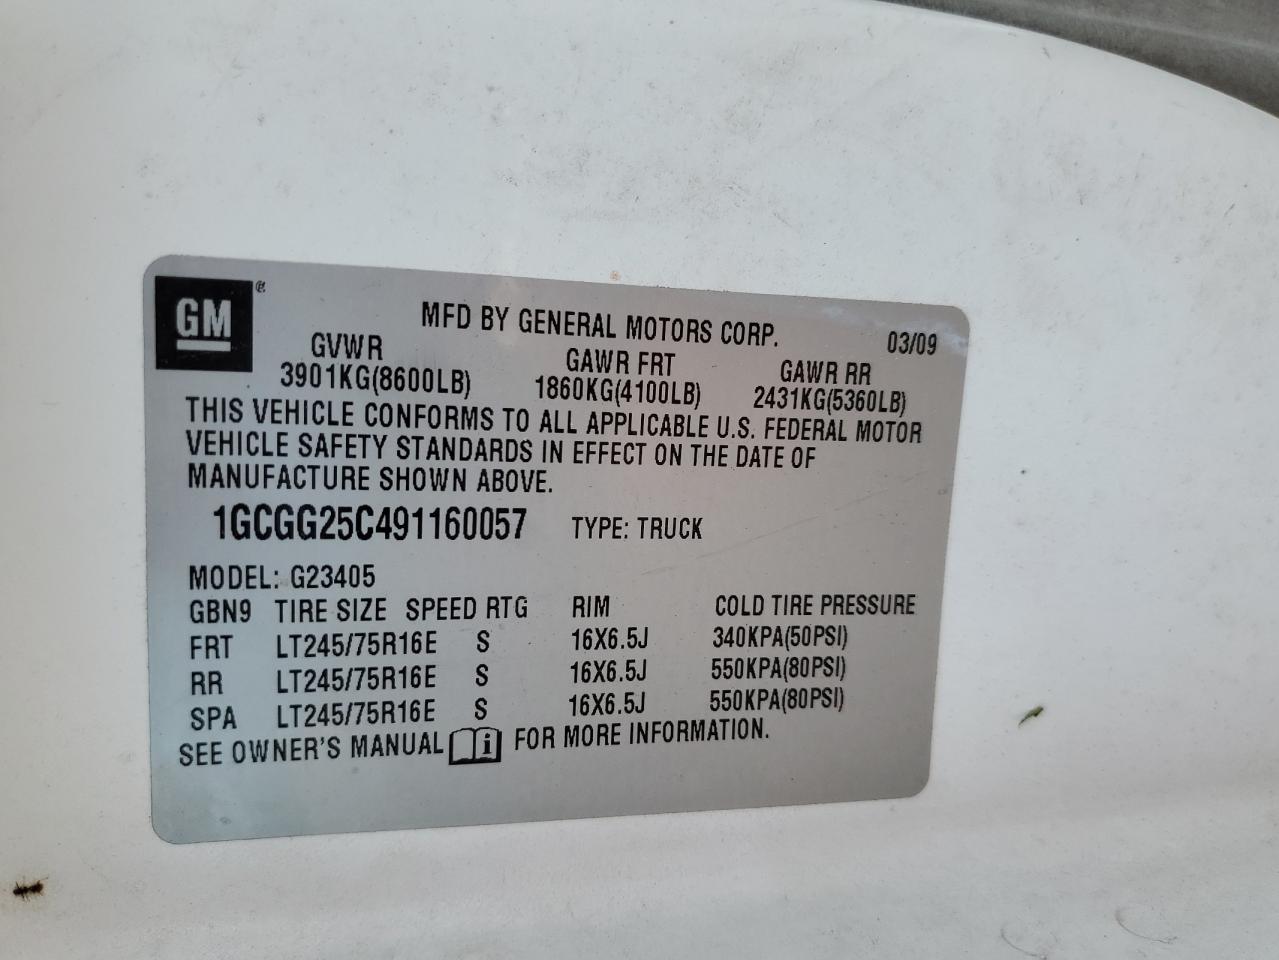 GM ®
MFD BY GENERAL MOTORS CORP. 03/09
GVWR GAWR FRT GAWR RR
3901KG(8600LB) 1860KG(4100LB) 2431KG(5360LB)
THIS VEHICLE CONFORMS TO ALL APPLICABLE U.S. FEDERAL MOTOR
VEHICLE SAFETY STANDARDS IN EFFECT ON THE DATE OF
MANUFACTURE SHOWN ABOVE.
1GCGG25C491160057 TYPE: TRUCK
MODEL: G23405
GBN9 TIRE SIZE SPEED RTG RIM COLD TIRE PRESSURE
FRT LT245/75R16E S 16X6.5J 340KPA(50PSI)
RR LT245/75R16E S 16X6.5J 550KPA(80PSI)
SPA LT245/75R16E S 16X6.5J 550KPA(80PSI)
SEE OWNER'S MANUAL i FOR MORE INFORMATION.